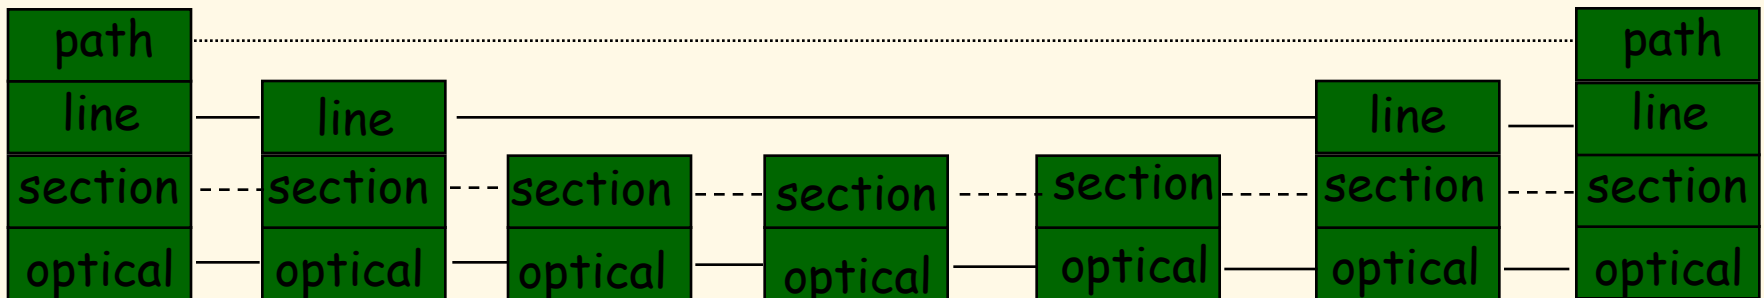 path path
line line line line
section section section section section section section
optical optical optical optical optical optical optical